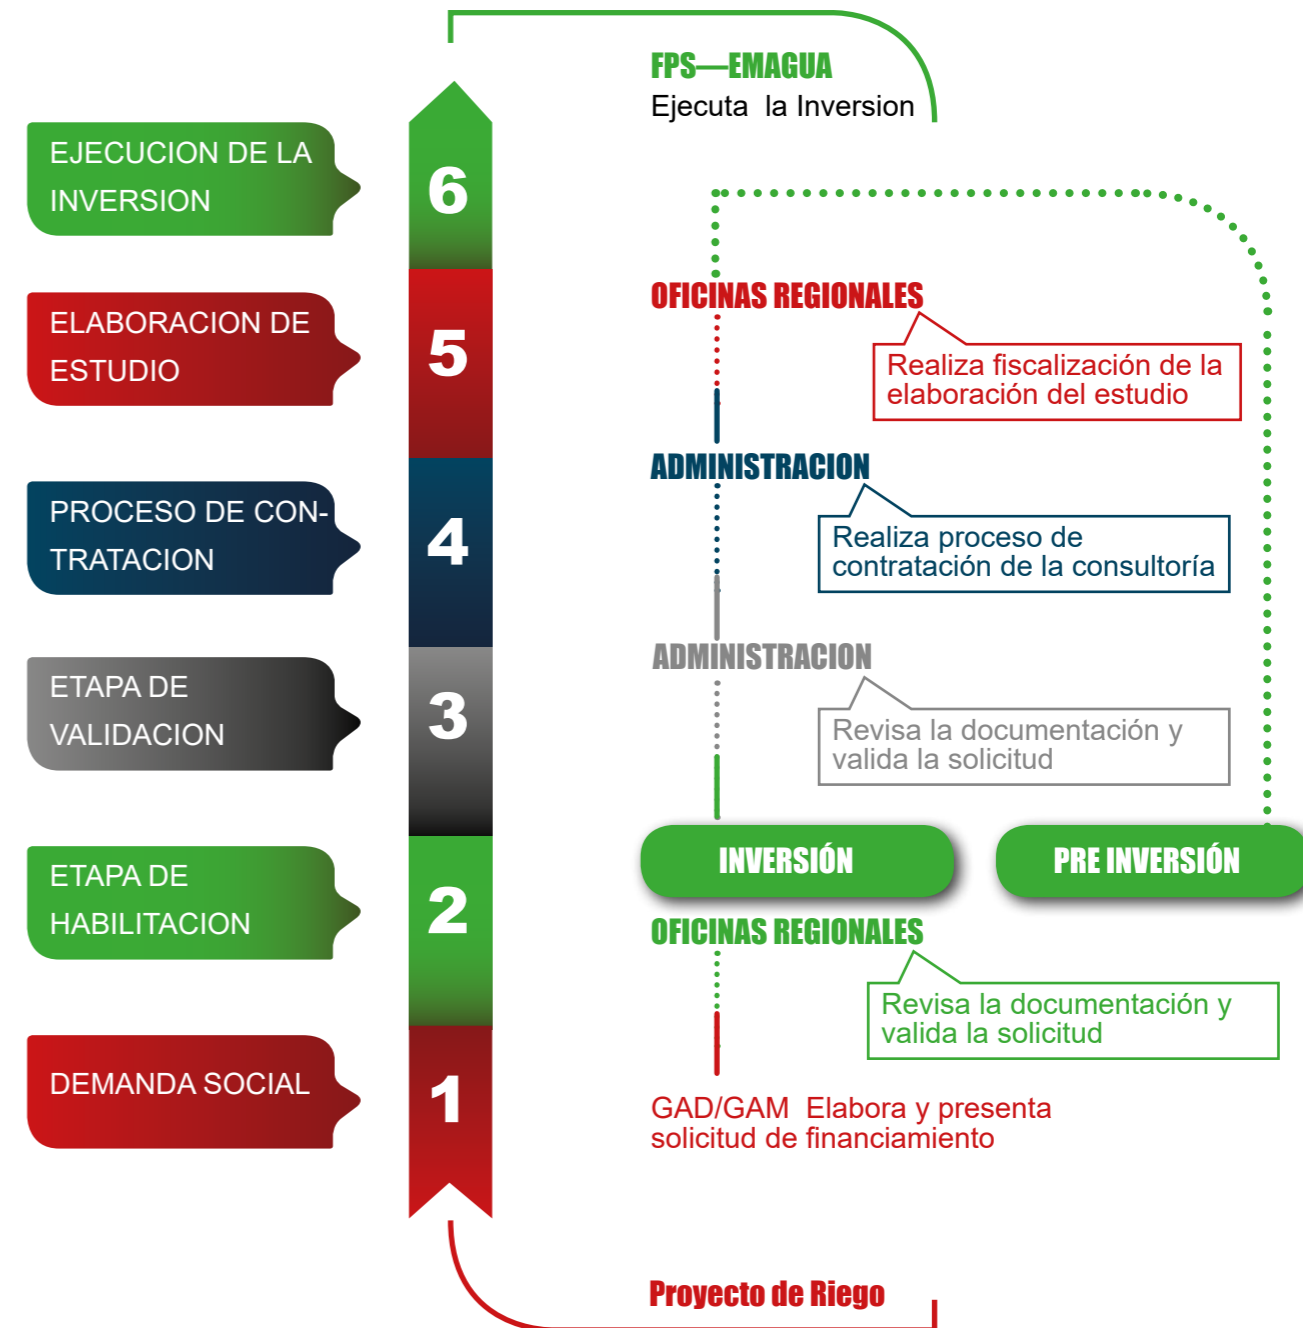 FPS—EMAGUA
Ejecuta la Inversion
EJECUCION DE LA
INVERSION
6
OFICINAS REGIONALES
ELABORACION DE
ESTUDIO
5
Realiza fiscalización de la
elaboración del estudio
ADMINISTRACION
PROCESO DE CON-
TRATACION
4
Realiza proceso de
contratación de la consultoría
ADMINISTRACION
ETAPA DE
VALIDACION
3
Revisa la documentación y
valida la solicitud
INVERSIÓN
PRE INVERSIÓN
ETAPA DE
HABILITACION
2
OFICINAS REGIONALES
Revisa la documentación y
valida la solicitud
DEMANDA SOCIAL
1
GAD/GAM Elabora y presenta
solicitud de financiamiento
Proyecto de Riego